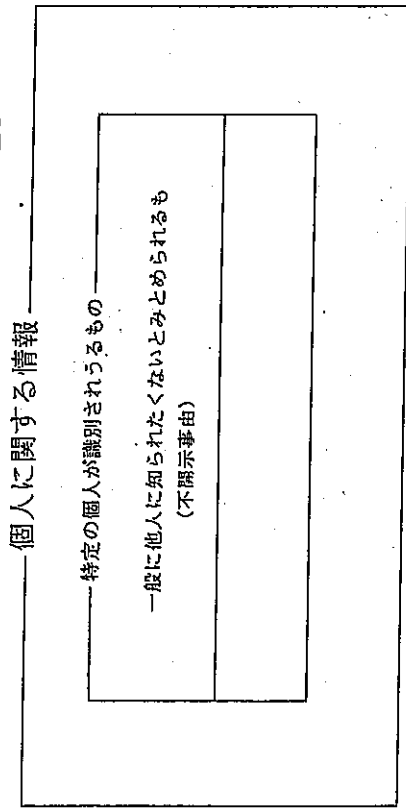 個人に関する情報
特定の個人が識別されうるもの
一般に他人に知られたくないとみとめられるも
(不開示事由)